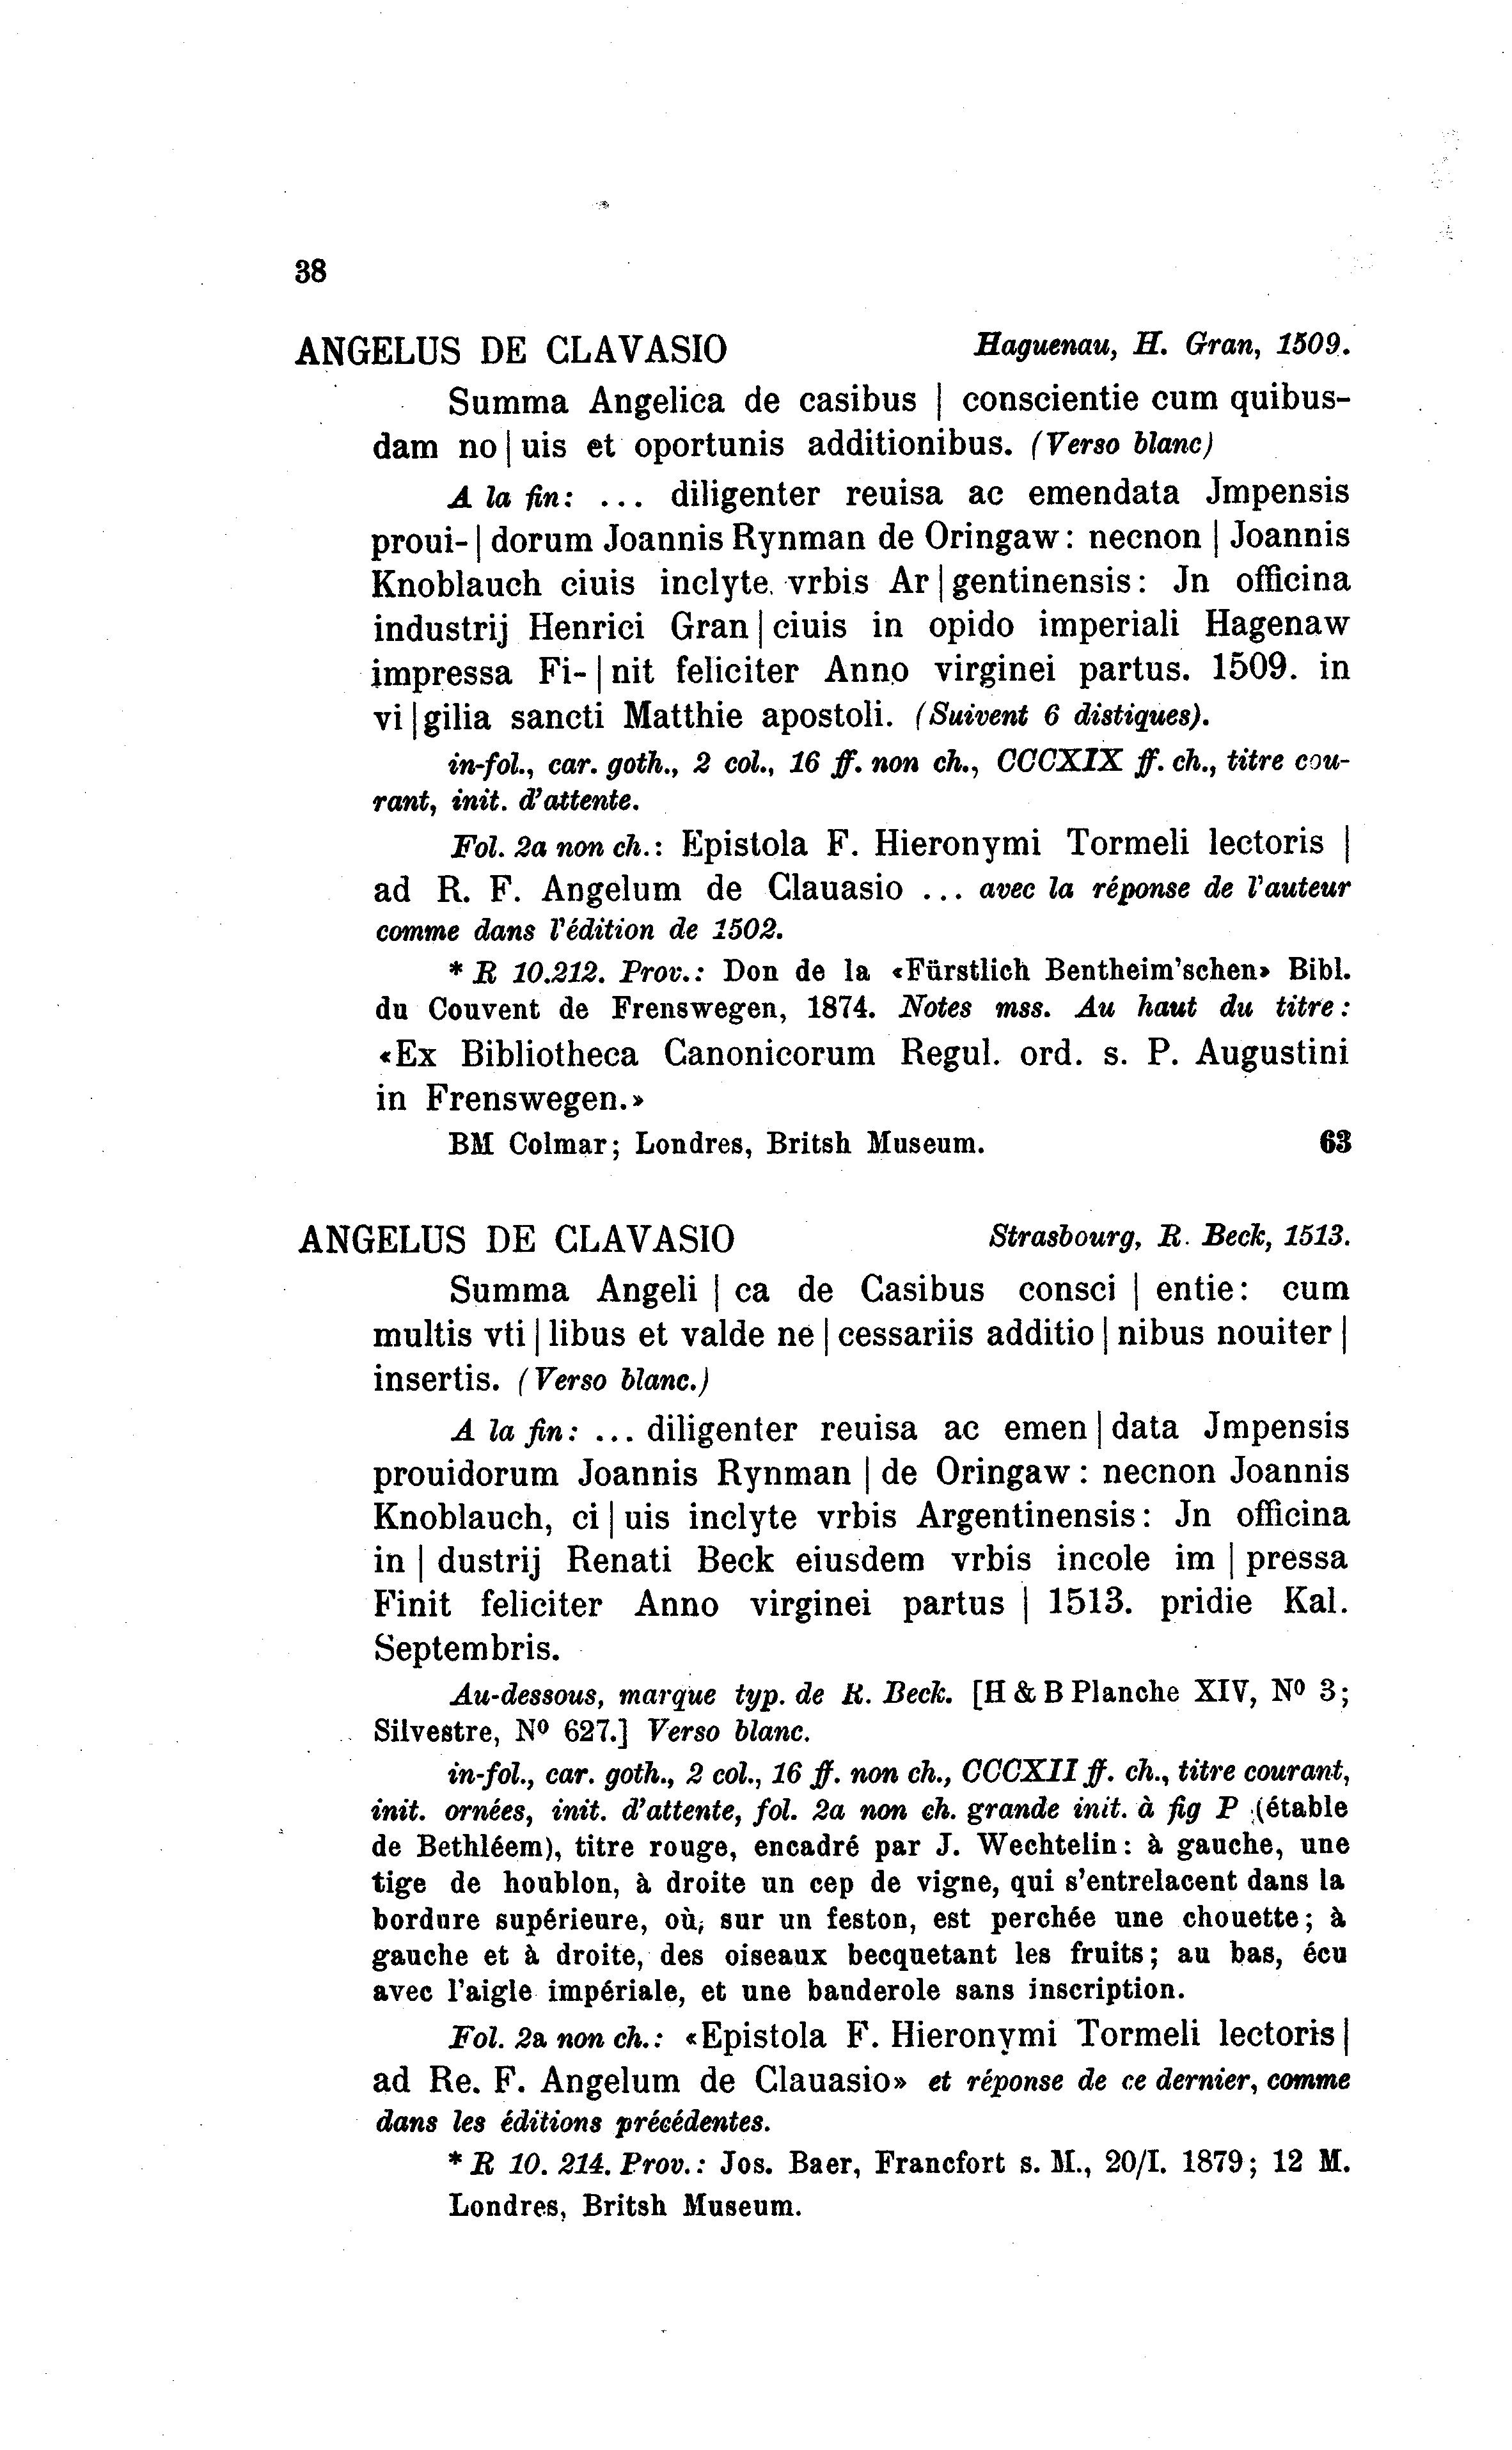 38
ANGELUS DE CLAVASIO Haguenau, H. Gran, 1509.
Summa Angelica de casibus | conscientie cum quibus-
dam no | uis et oportunis additionibus. (Verso blanc)
A la fin: ... diligenter reuisa ac emendata Jmpensis
proui- | dorum Joannis Rynman de Oringaw: necnon | Joannis
Knoblauch ciuis inclyte vrbis Ar | gentinensis: Jn officina
industrij Henrici Gran | ciuis in opido imperiali Hagenaw
impressa Fi- | nit feliciter Anno virginei partus. 1509. in
vi | gilia sancti Matthie apostoli. (Suivent 6 distiques).
in-fol., car. goth., 2 col., 16 ff. non ch., CCCXIX ff. ch., titre cou-
rant, init. d'attente.
Fol. 2a non ch.: Epistola F. Hieronymi Tormeli lectoris |
ad R. F. Angelum de Clauasio ... avec la réponse de l'auteur
comme dans l'édition de 1502.
* R 10.212. Prov.: Don de la «Fürstlich Bentheim'schen» Bibl.
du Couvent de Frenswegen, 1874. Notes mss. Au haut du titre:
«Ex Bibliotheca Canonicorum Regul. ord. s. P. Augustini
in Frenswegen.»
BM Colmar; Londres, Britsh Museum. 63
ANGELUS DE CLAVASIO Strasbourg, R. Beck, 1513.
Summa Angeli | ca de Casibus consci | entie: cum
multis vti | libus et valde ne | cessariis additio | nibus nouiter |
insertis. (Verso blanc.)
A la fin: ... diligenter reuisa ac emen | data Jmpensis
prouidorum Joannis Rynman | de Oringaw: necnon Joannis
Knoblauch, ci | uis inclyte vrbis Argentinensis: Jn officina
in | dustrij Renati Beck eiusdem vrbis incole im | pressa
Finit feliciter Anno virginei partus | 1513. pridie Kal.
Septembris.
Au-dessous, marque typ. de R. Beck. [H & B Planche XIV, Nº 3;
Silvestre, Nº 627.] Verso blanc.
in-fol., car. goth., 2 col., 16 ff. non ch., CCCXII ff. ch., titre courant,
init. ornées, init. d'attente, fol. 2a non ch. grande init. à fig P (étable
de Bethléem), titre rouge, encadré par J. Wechtelin: à gauche, une
tige de houblon, à droite un cep de vigne, qui s'entrelacent dans la
bordure supérieure, où, sur un feston, est perchée une chouette; à
gauche et à droite, des oiseaux becquetant les fruits; au bas, écu
avec l'aigle impériale, et une banderole sans inscription.
Fol. 2a non ch.: «Epistola F. Hieronymi Tormeli lectoris |
ad Re. F. Angelum de Clauasio» et réponse de ce dernier, comme
dans les éditions précédentes.
* R 10. 214. Prov.: Jos. Baer, Francfort s. M., 20/I. 1879; 12 M.
Londres, Britsh Museum.